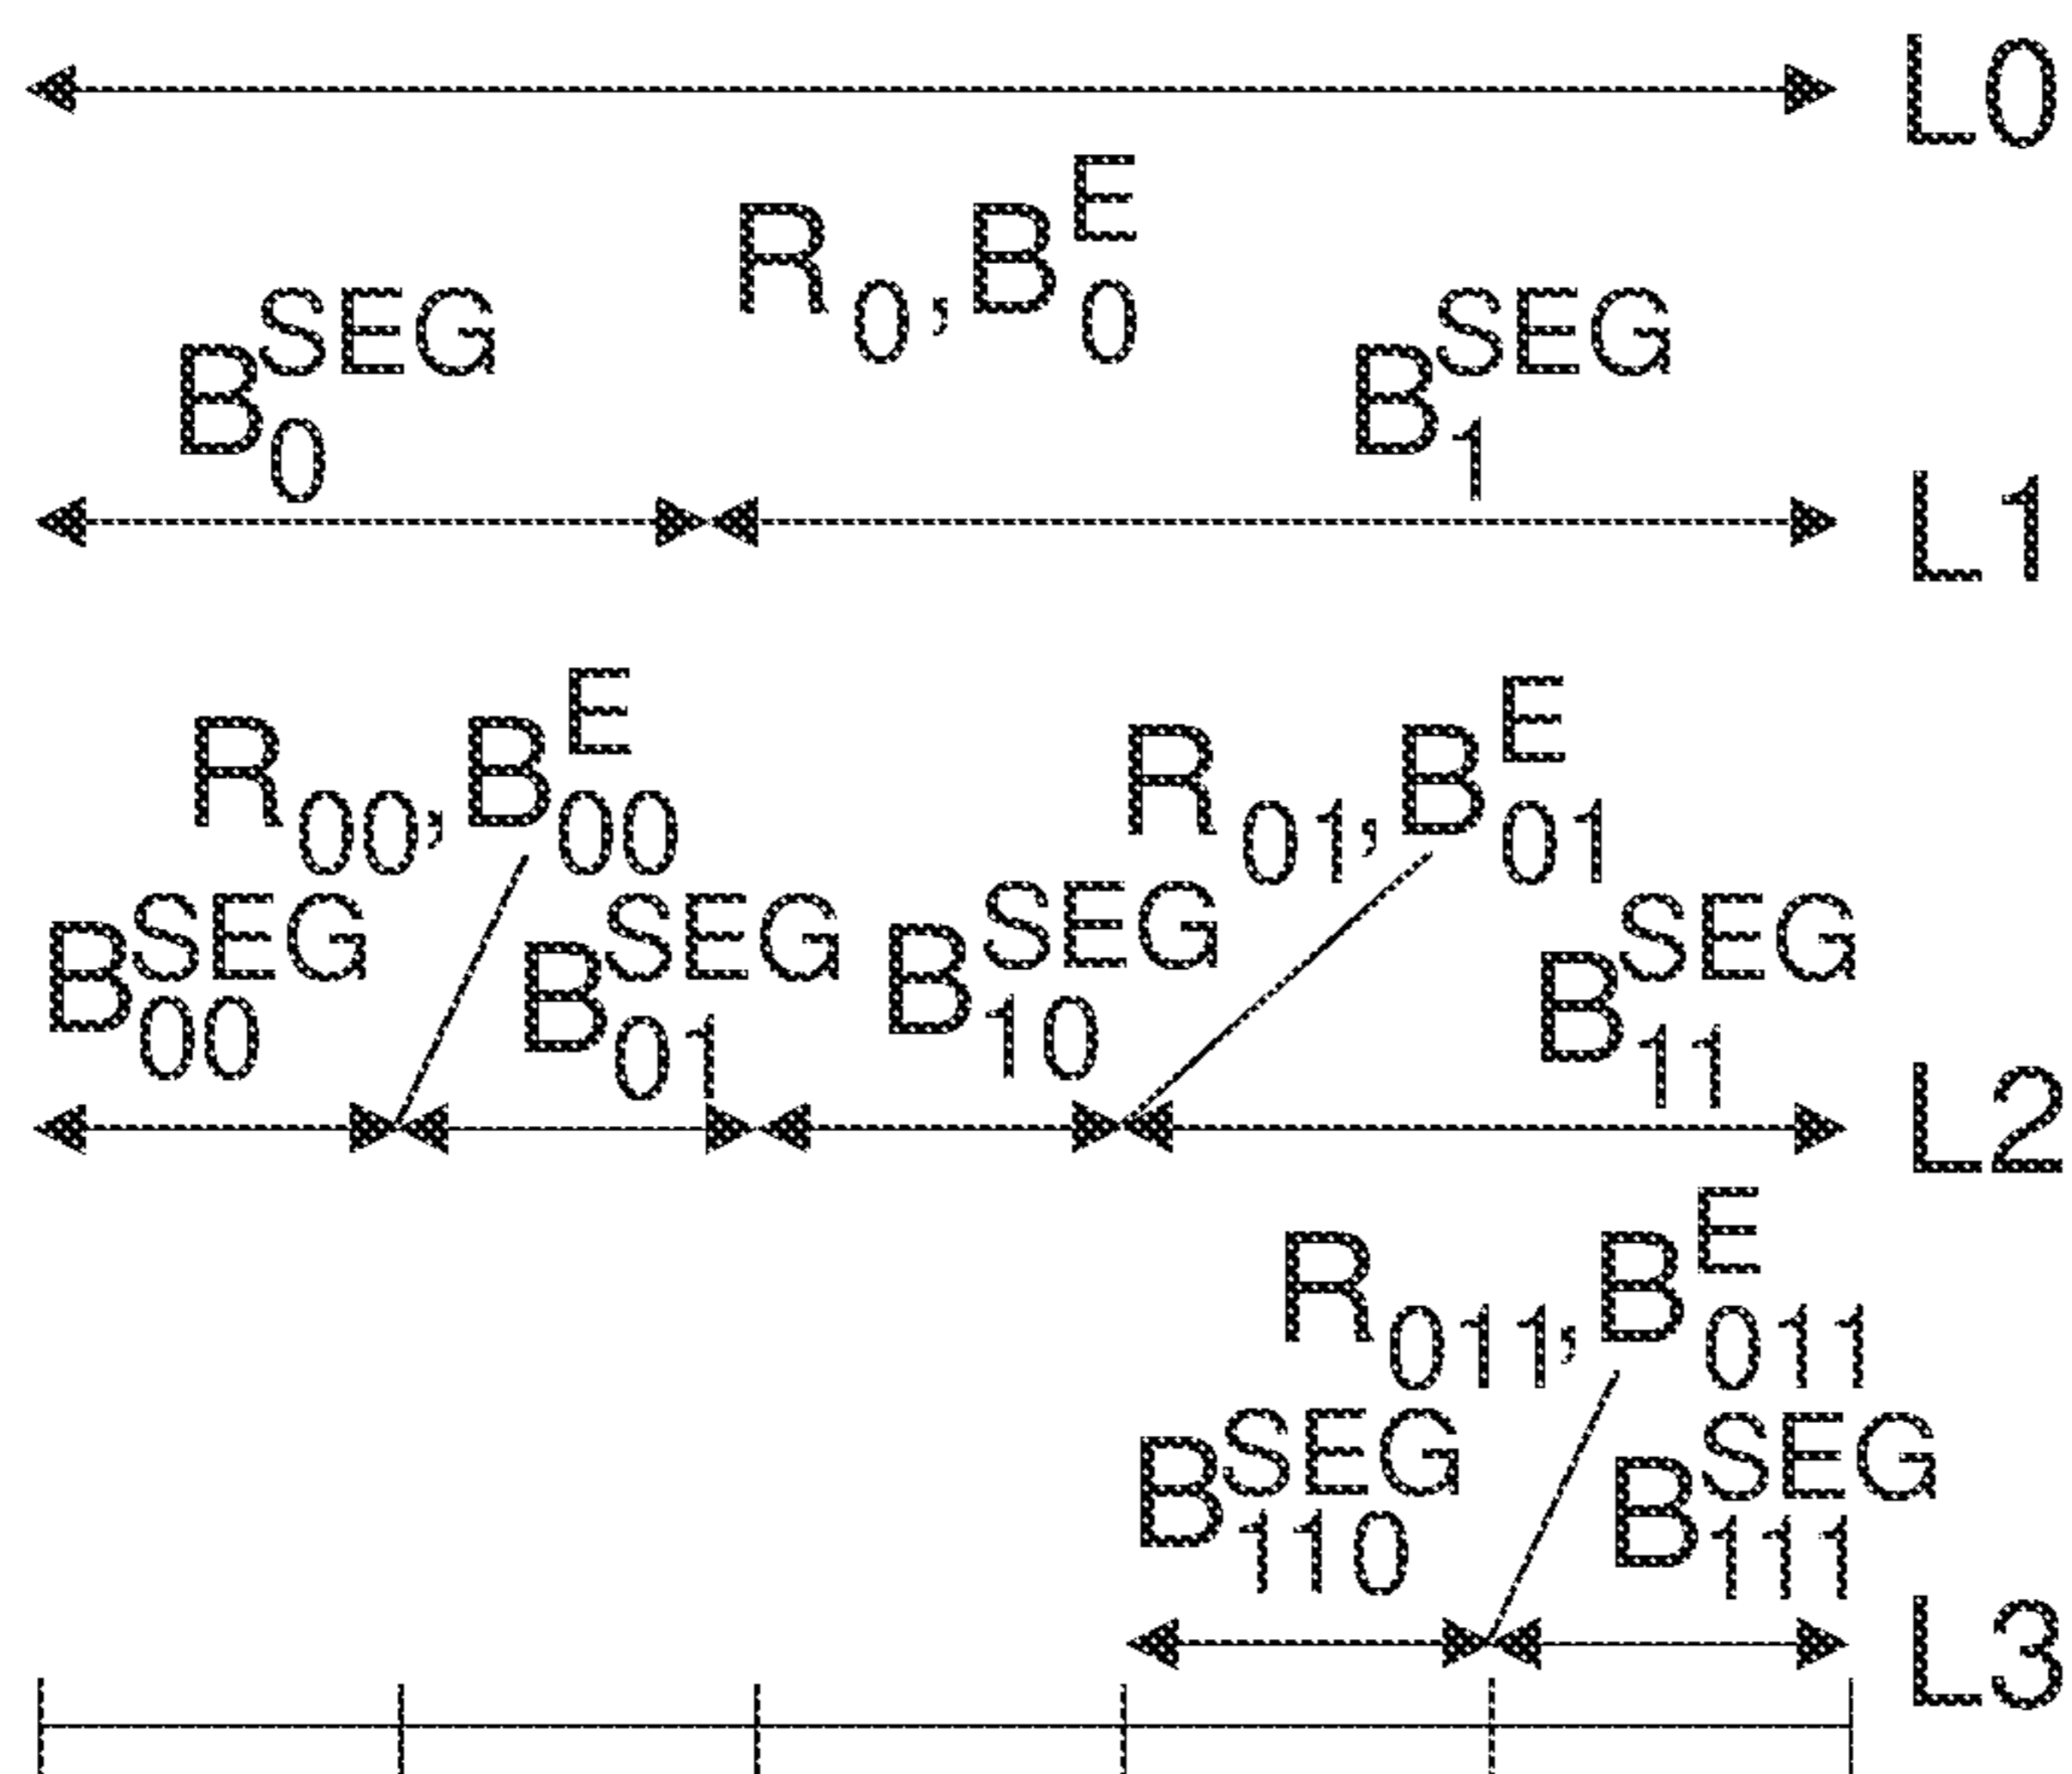 L0
R₀,B₀ᴱ
B₀ˢᴱᴳ B₁ˢᴱᴳ
L1
R₀₀,B₀₀ᴱ R₀₁,B₀₁ᴱ
B₀₀ˢᴱᴳ B₀₁ˢᴱᴳ B₁₀ˢᴱᴳ B₁₁ˢᴱᴳ
L2
R₀₁₁,B₀₁₁ᴱ
B₁₁₀ˢᴱᴳ B₁₁₁ˢᴱᴳ
L3